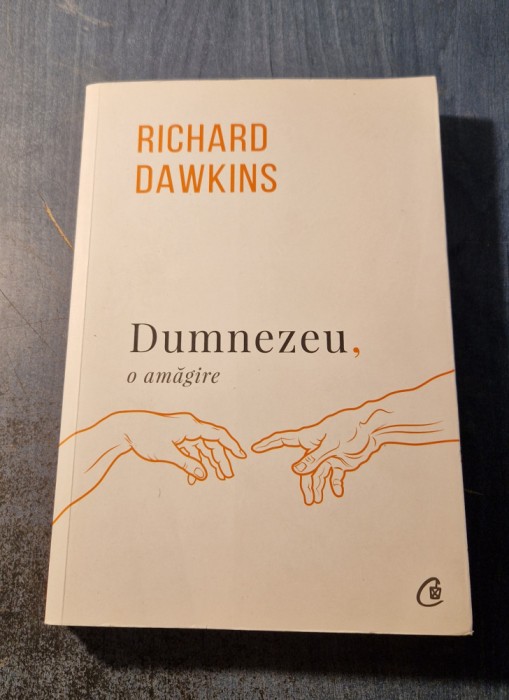 RICHARD
DAWKINS
Dumnezeu,
o amăgire